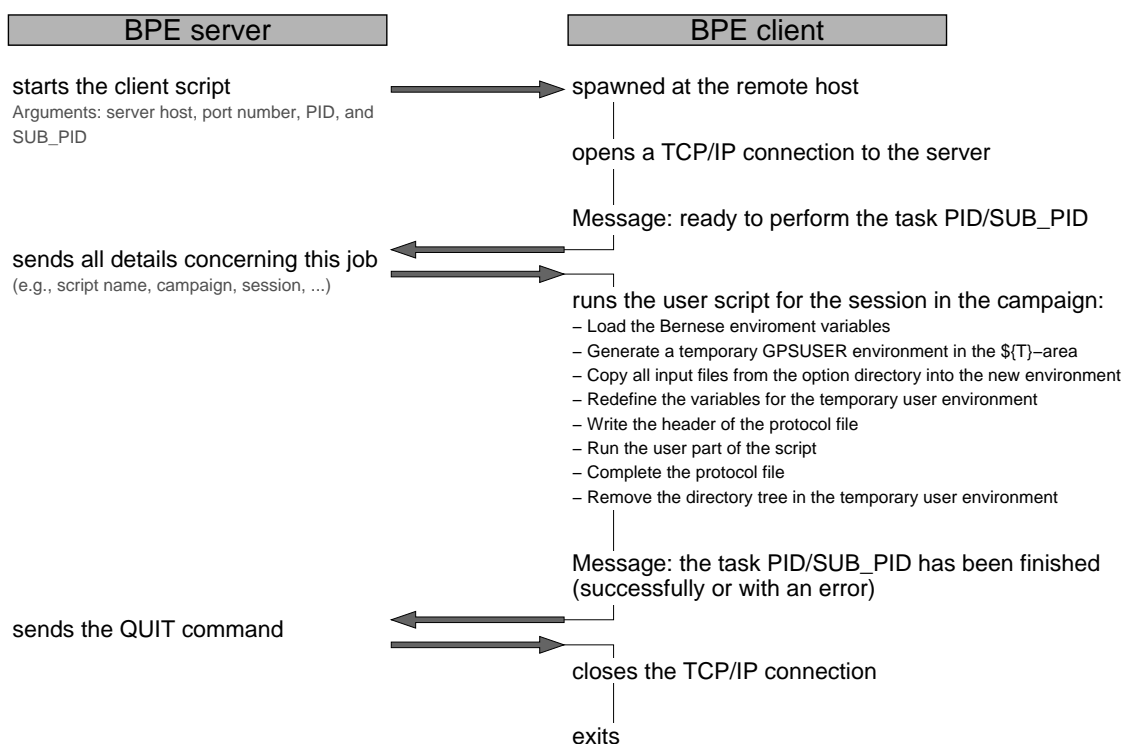 BPE server
BPE client
starts the client script
Arguments: server host, port number, PID, and
SUB_PID
spawned at the remote host
opens a TCP/IP connection to the server
Message: ready to perform the task PID/SUB_PID
sends all details concerning this job
(e.g., script name, campaign, session, ...)
runs the user script for the session in the campaign:
− Load the Bernese enviroment variables
− Generate a temporary GPSUSER environment in the ${T}−area
− Copy all input files from the option directory into the new environment
− Redefine the variables for the temporary user environment
− Write the header of the protocol file
− Run the user part of the script
− Complete the protocol file
− Remove the directory tree in the temporary user environment
Message: the task PID/SUB_PID has been finished
(successfully or with an error)
sends the QUIT command
closes the TCP/IP connection
exits